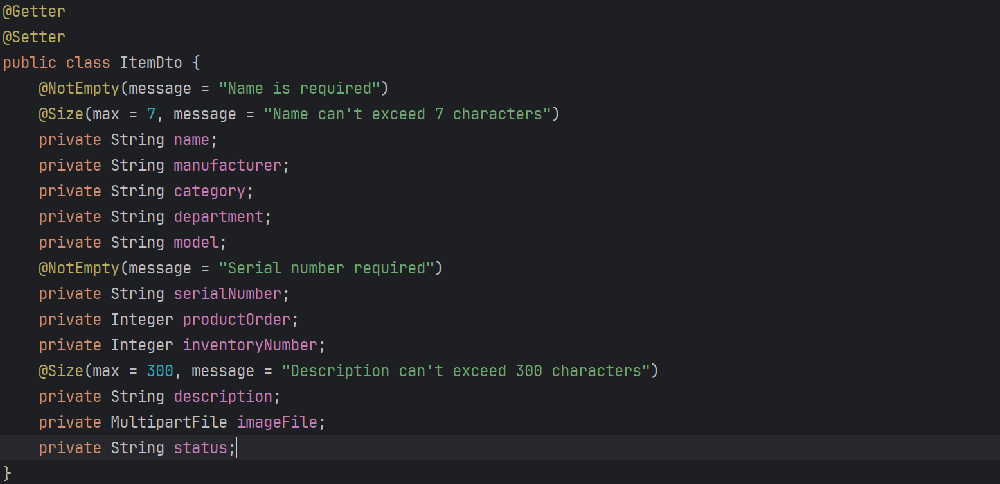 @Getter
@Setter
public class ItemDto {
    @NotEmpty(message = "Name is required")
    @Size(max = 7, message = "Name can't exceed 7 characters")
    private String name;
    private String manufacturer;
    private String category;
    private String department;
    private String model;
    @NotEmpty(message = "Serial number required")
    private String serialNumber;
    private Integer productOrder;
    private Integer inventoryNumber;
    @Size(max = 300, message = "Description can't exceed 300 characters")
    private String description;
    private MultipartFile imageFile;
    private String status;
}